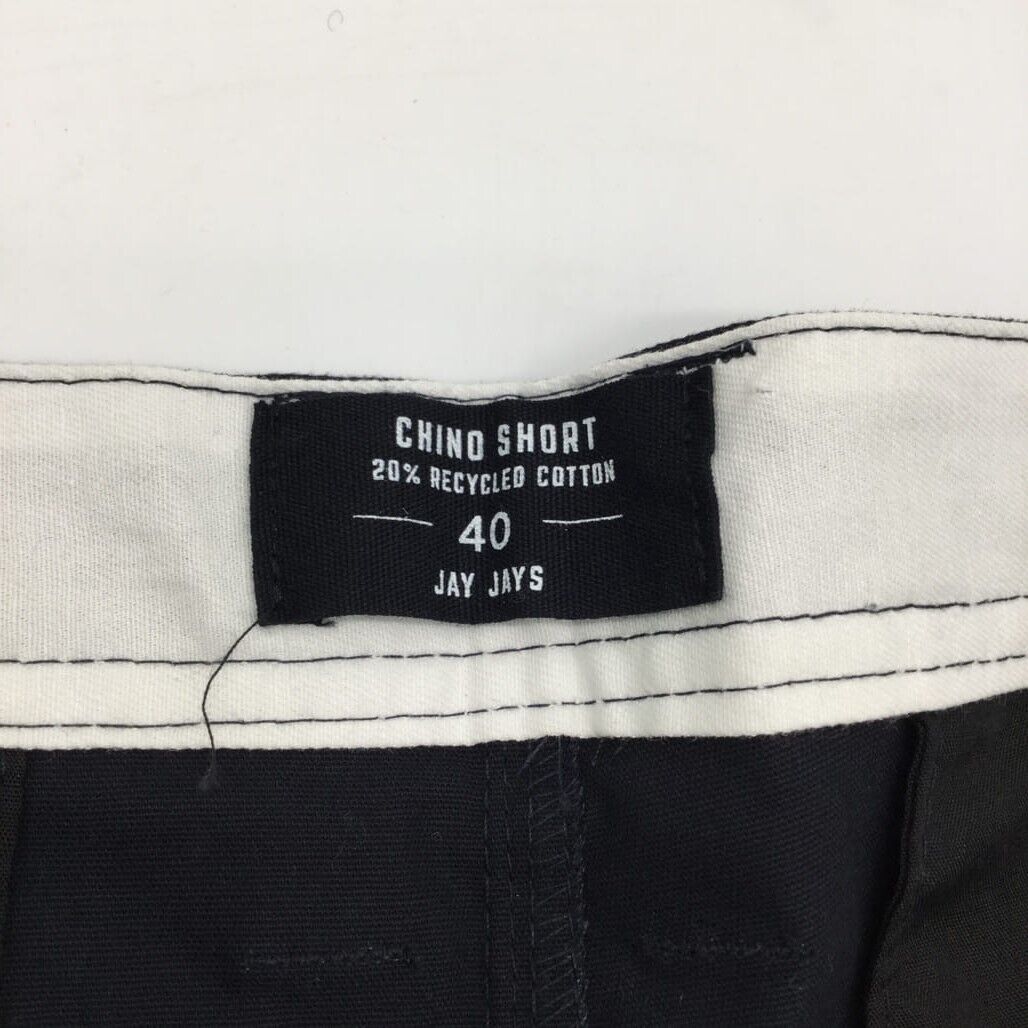 CHINO SHORT
20% RECYCLED COTTON
40
JAY JAYS